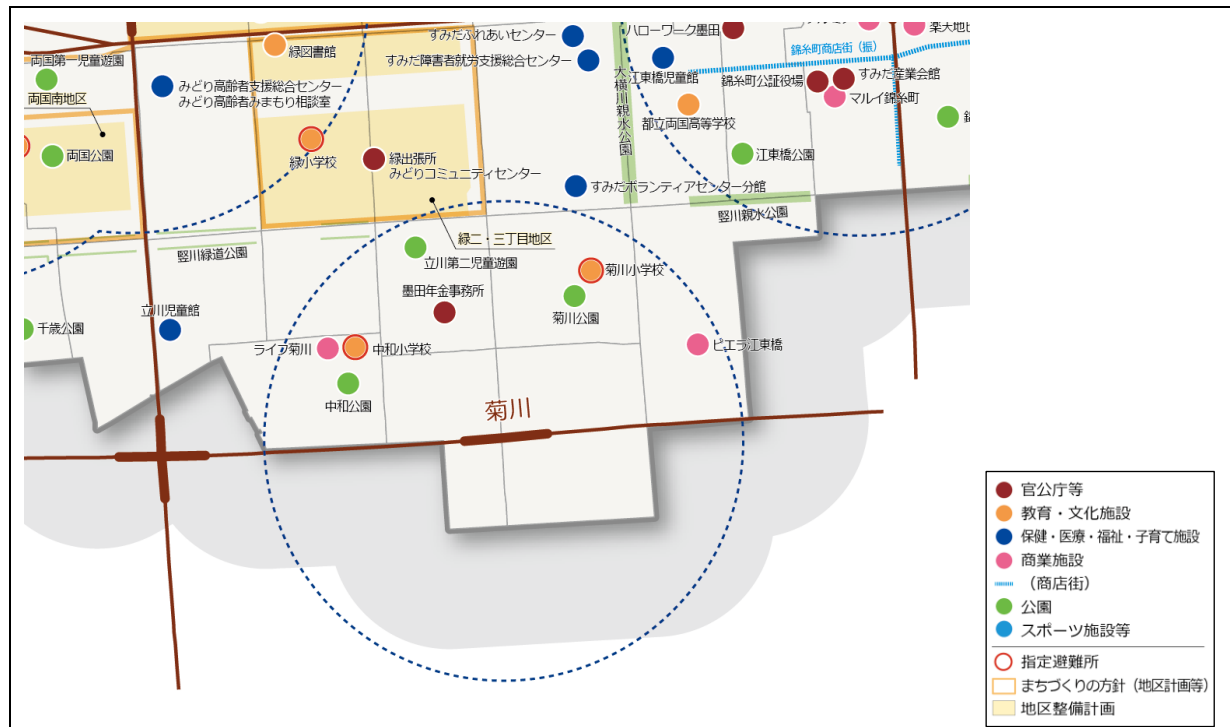 すみだふれあいセンター
ハローワーク墨田
緑図書館
すみだ障害者就労支援総合センター
錦糸町商店街(振)
両国第一児童遊園
みどり高齢者支援総合センター
みどり高齢者みまもり相談室
江東橋児童館
錦糸町公証役場
すみだ産業会館
マルイ錦糸町
両国南地区
大横川親水公園
都立両国高等学校
両国公園
緑小学校
緑出張所
みどりコミュニティセンター
江東橋公園
すみだボランティアセンター分館
竪川親水公園
緑二・三丁目地区
竪川緑道公園
立川第二児童遊園
菊川小学校
墨田年金事務所
立川児童館
菊川公園
千歳公園
ライフ菊川
中和小学校
ピエラ江東橋
中和公園
菊川
官公庁等
教育・文化施設
保健・医療・福祉・子育て施設
商業施設
(商店街)
公園
スポーツ施設等
指定避難所
まちづくりの方針(地区計画等)
地区整備計画